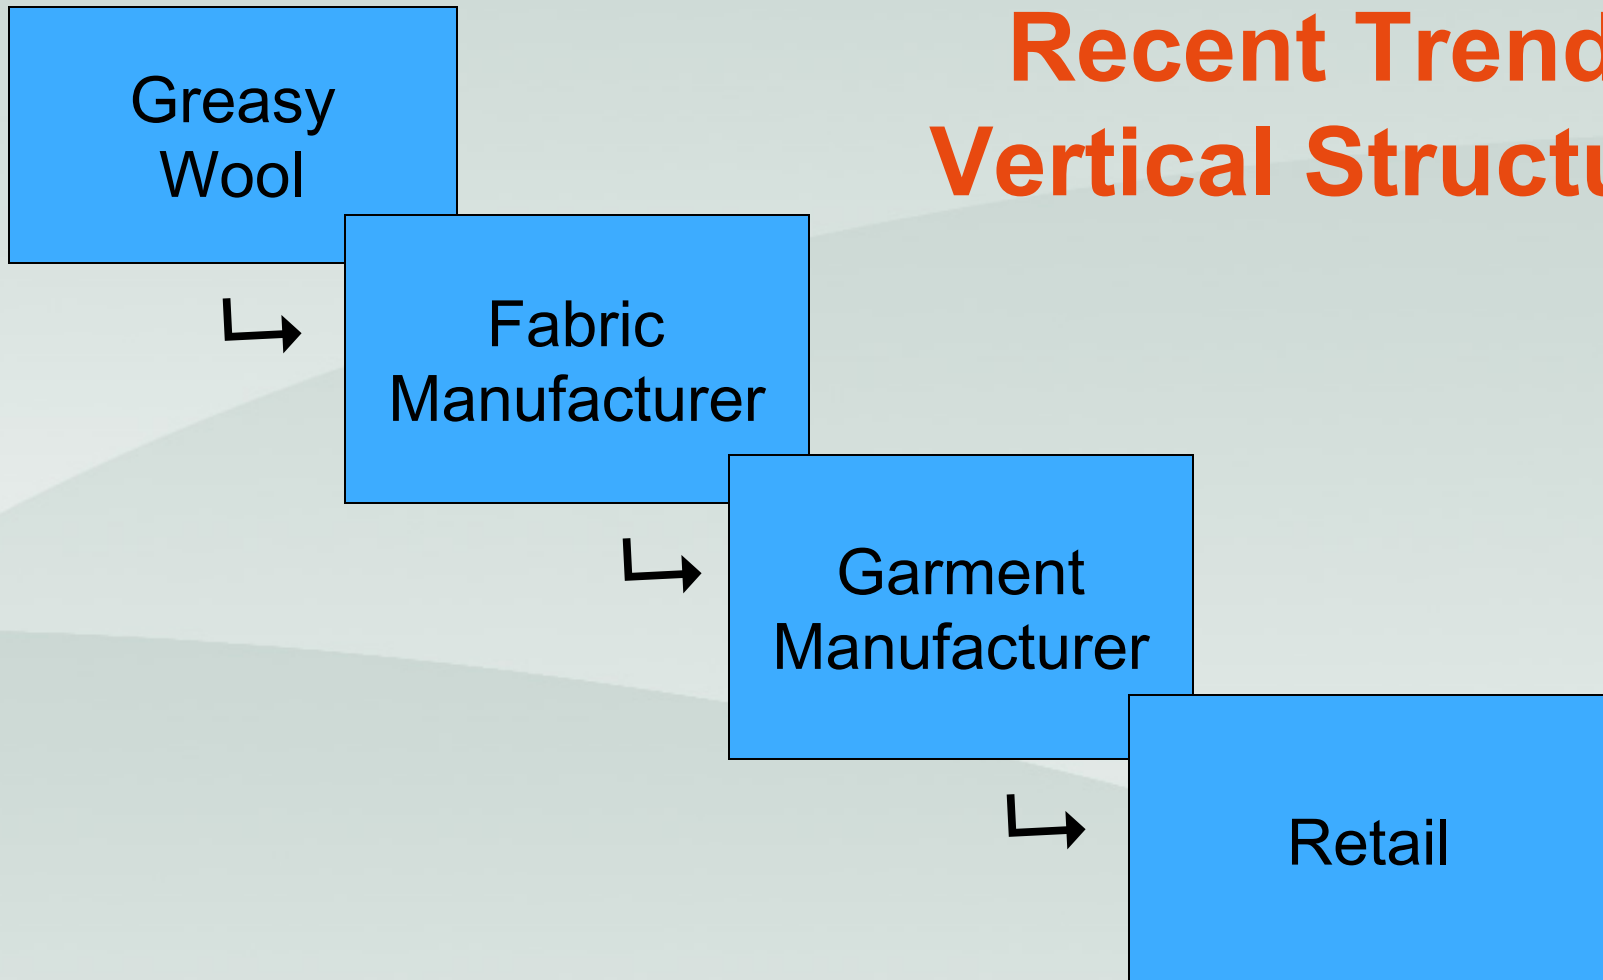 Recent Trend
Vertical Structu
Greasy
Wool
Fabric
Manufacturer
Garment
Manufacturer
Retail